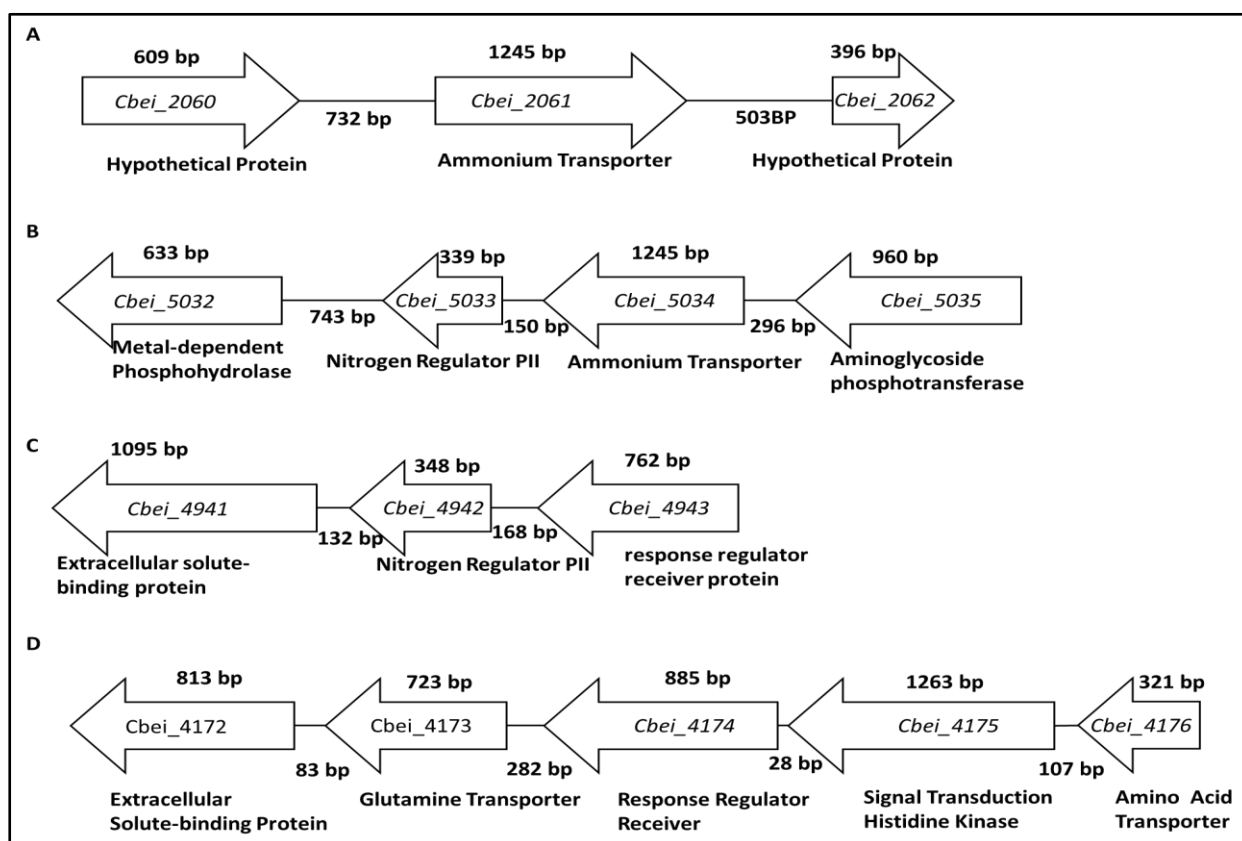 A
609 bp 1245 bp 396 bp
Cbei_2060 Cbei_2061 Cbei_2062
732 bp 503BP
Hypothetical Protein Ammonium Transporter Hypothetical Protein
B
633 bp 339 bp 1245 bp 960 bp
Cbei_5032 Cbei_5033 Cbei_5034 Cbei_5035
743 bp 150 bp 296 bp
Metal-dependent Nitrogen Regulator PII Ammonium Transporter Aminoglycoside
Phosphohydrolase phosphotransferase
C
1095 bp 348 bp 762 bp
Cbei_4941 Cbei_4942 Cbei_4943
132 bp 168 bp
Extracellular solute- Nitrogen Regulator PII response regulator
binding protein receiver protein
D
813 bp 723 bp 885 bp 1263 bp 321 bp
Cbei_4172 Cbei_4173 Cbei_4174 Cbei_4175 Cbei_4176
83 bp 282 bp 28 bp 107 bp
Extracellular Glutamine Transporter Response Regulator Signal Transduction Amino Acid
Solute-binding Protein Receiver Histidine Kinase Transporter